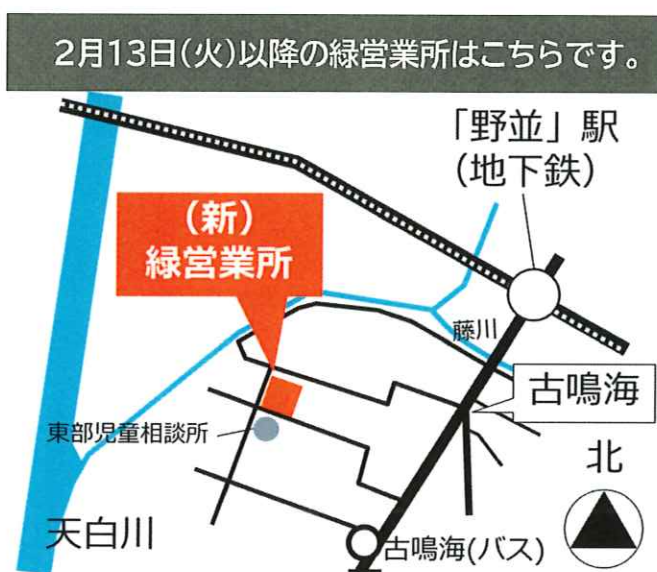 2月13日(火)以降の緑営業所はこちらです。
「野並」駅
(地下鉄)
(新)
緑営業所
藤川
古鳴海
東部児童相談所
北
天白川
古鳴海(バス)